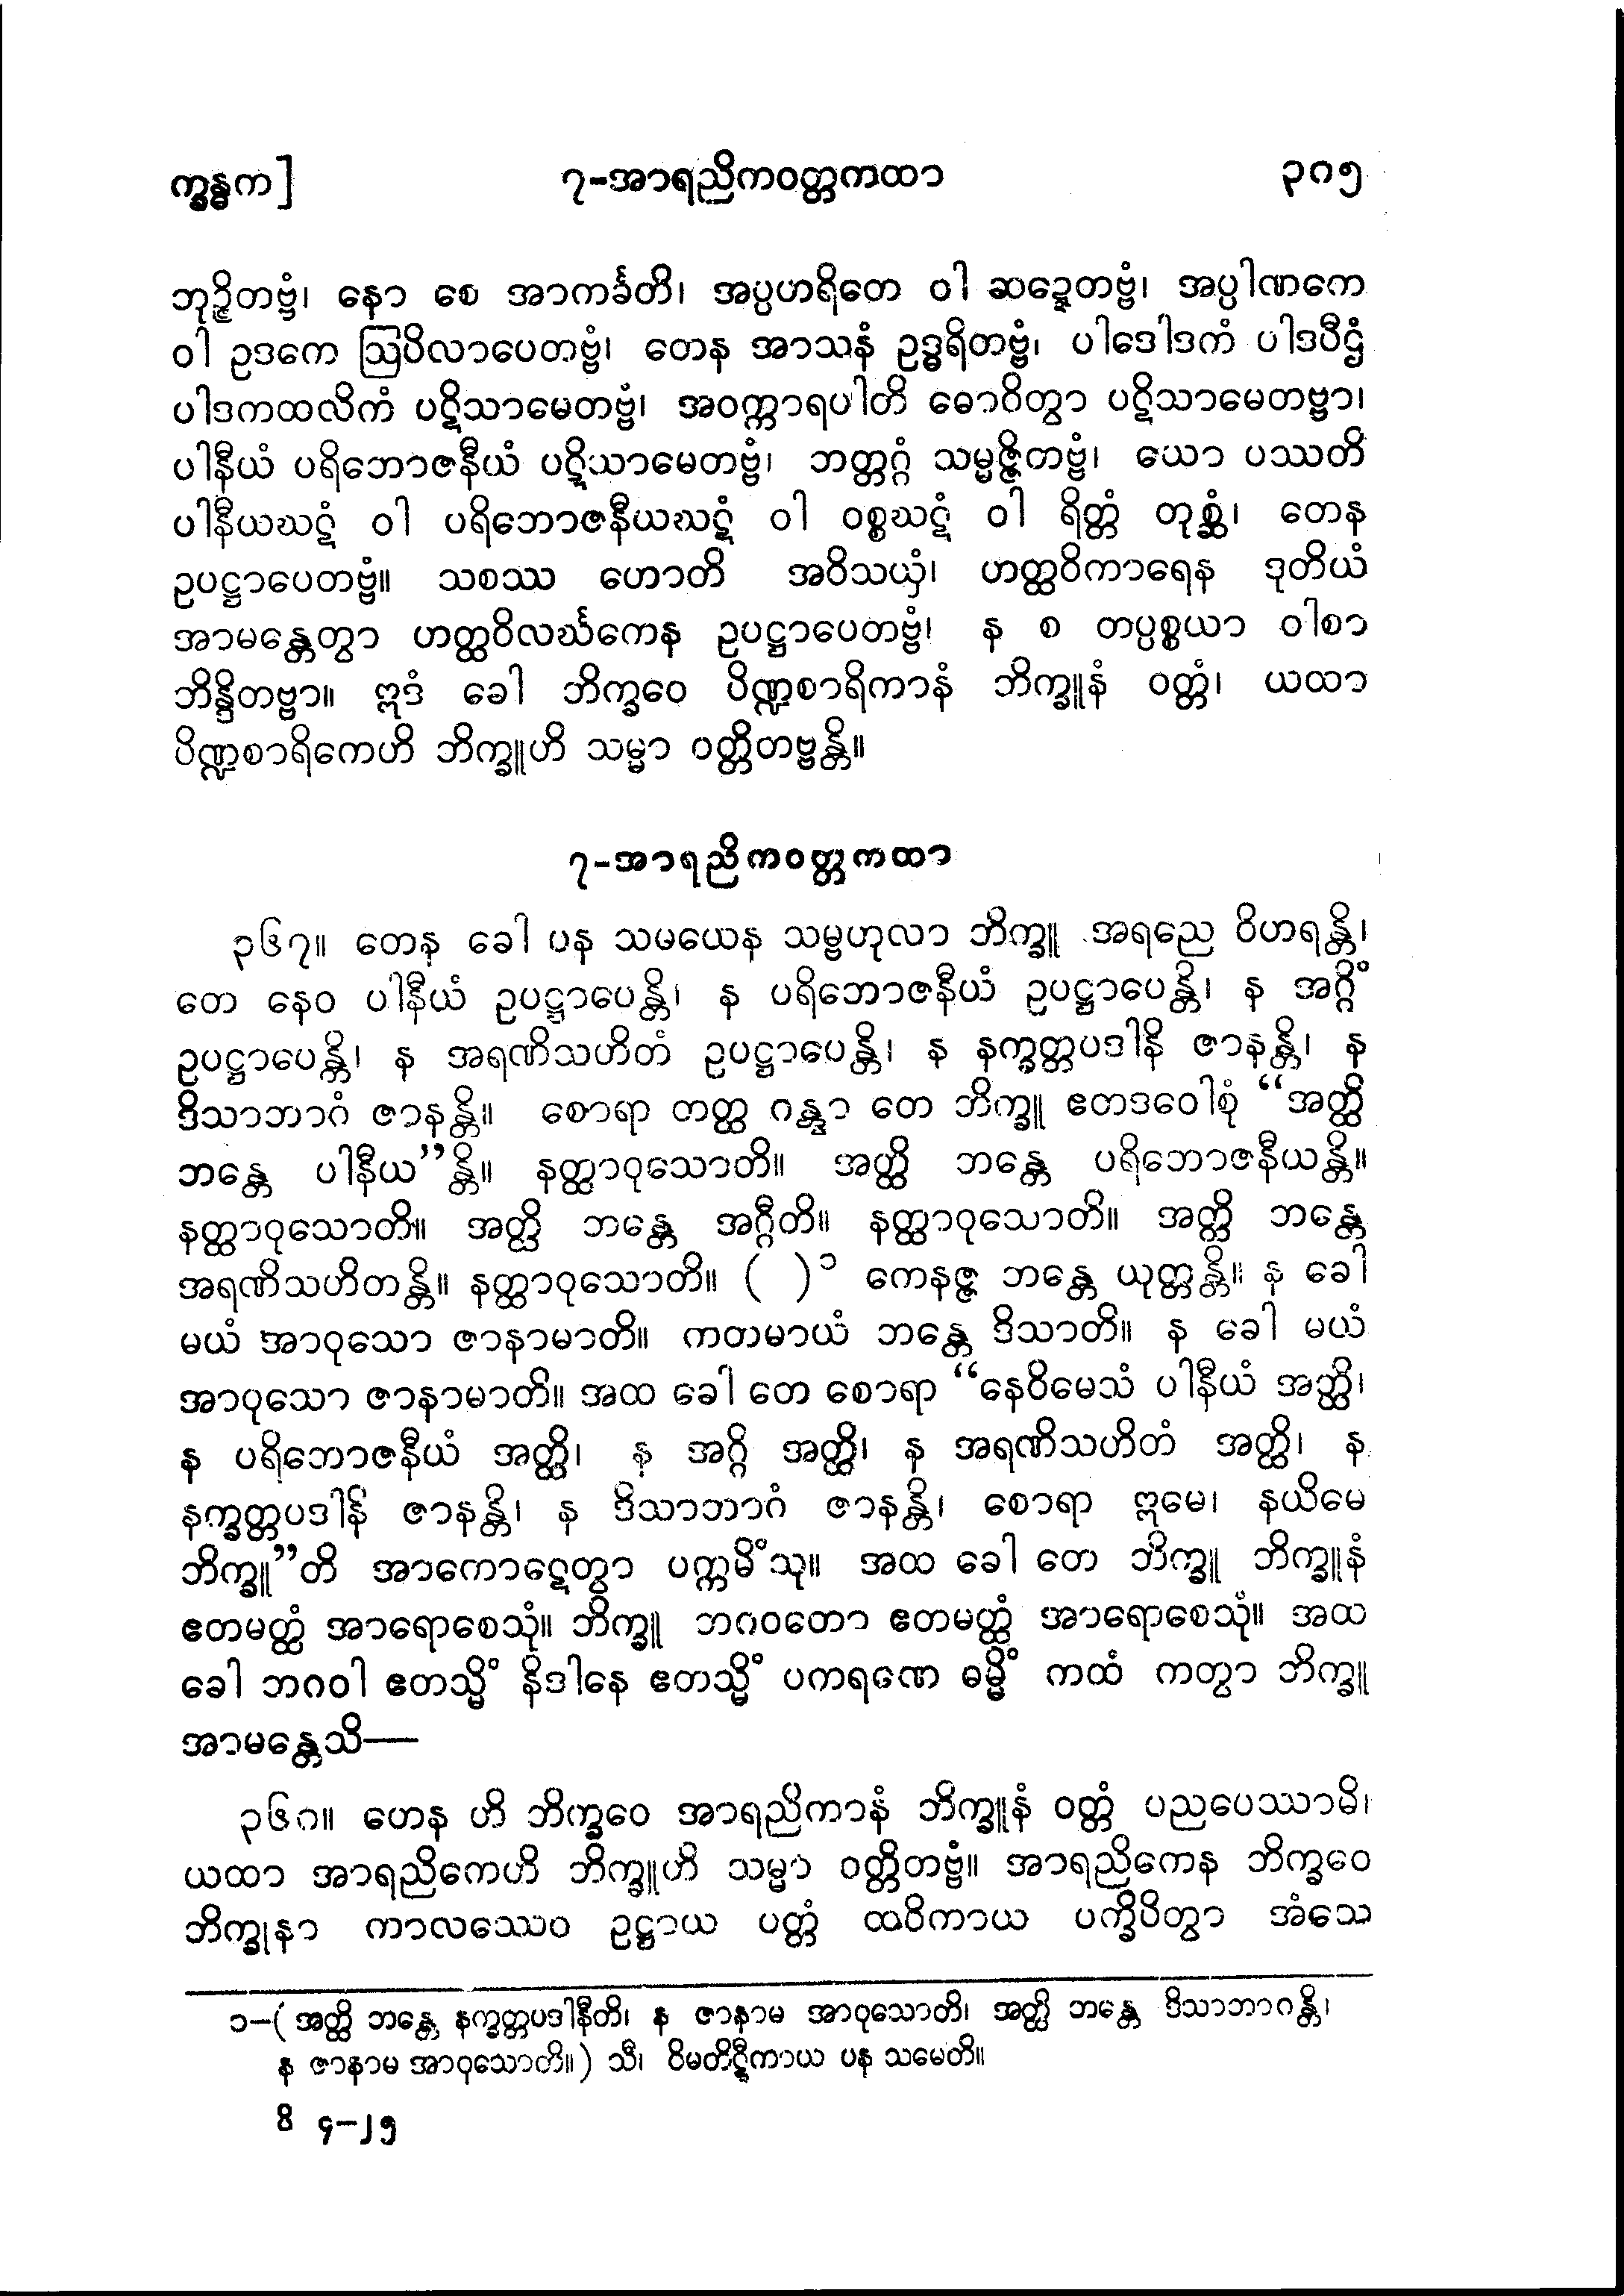 က္ခန္ဓက]
၇-အာရညိကဝတ္တကထာ
၃၈၅
ဘုဉ္ဇိတဗ္ဗံ၊ နော စေ အာကင်္ခတိ၊ အပ္ပဟရိတေ ဝါ ဆဍ္ဍေတဗ္ဗံ၊ အပ္ပါဏကေ
ဝါ ဥဒကေ ဩပိလာပေတဗ္ဗံ၊ တေန အာသနံ ဥဒ္ဓရိတဗ္ဗံ၊ ပါဒေါဒကံ ပါဒပီဌံ
ပါဒကထလိကံ ပဋိသာမေတဗ္ဗံ၊ အဝက္ကာရပါတိ ဓောဝိတွာ ပဋိသာမေတဗ္ဗာ၊
ပါနီယံ ပရိဘောဇနီယံ ပဋိသာမေတဗ္ဗံ၊ ဘတ္တဂ္ဂံ သမ္မဇ္ဇိတဗ္ဗံ၊ ယော ပဿတိ
ပါနီယဃဋံ ဝါ ပရိဘောဇနီယဃဋံ ဝါ ဝစ္စဃဋံ ဝါ ရိတ္တံ တုစ္ဆံ၊ တေန
ဥပဋ္ဌာပေတဗ္ဗံ။ သစဿ ဟောတိ အဝိသယှံ၊ ဟတ္ထဝိကာရေန ဒုတိယံ
အာမန္တေတွာ ဟတ္ထဝိလင်္ဃကေန ဥပဋ္ဌာပေတဗ္ဗံ၊ န စ တပ္ပစ္စယာ ဝါစာ
ဘိန္ဒိတဗ္ဗာ။ ဣဒံ ခေါ ဘိက္ခဝေ ပိဏ္ဍစာရိကာနံ ဘိက္ခူနံ ဝတ္တံ၊ ယထာ
ပိဏ္ဍစာရိကေဟိ ဘိက္ခူဟိ သမ္မာ ဝတ္တိတဗ္ဗန္တိ။
၇-အာရညိကဝတ္တကထာ
၃၆၇။ တေန ခေါ ပန သမယေန သမ္ဗဟုလာ ဘိက္ခူ အရညေ ဝိဟရန္တိ၊
တေ နေဝ ပါနီယံ ဥပဋ္ဌာပေန္တိ၊ န ပရိဘောဇနီယံ ဥပဋ္ဌာပေန္တိ၊ န အဂ္ဂိံ
ဥပဋ္ဌာပေန္တိ၊ န အရဏိသဟိတံ ဥပဋ္ဌာပေန္တိ၊ န နက္ခတ္တပဒါနိ ဇာနန္တိ၊ န
ဒိသာဘာဂံ ဇာနန္တိ။ စောရာ တတ္ထ ဂန္တွာ တေ ဘိက္ခူ ဧတဒဝေါစုံ “အတ္ထိ
ဘန္တေ ပါနီယ”န္တိ။ နတ္ထာဝုသောတိ။ အတ္ထိ ဘန္တေ ပရိဘောဇနီယန္တိ။
နတ္ထာဝုသောတိ။ အတ္ထိ ဘန္တေ အဂ္ဂီတိ။ နတ္ထာဝုသောတိ။ အတ္ထိ ဘန္တေ
အရဏိသဟိတန္တိ။ နတ္ထာဝုသောတိ။ ( )၁ ကေနဇ္ဇ ဘန္တေ ယုတ္တန္တိ။ န ခေါ
မယံ အာဝုသော ဇာနာမာတိ။ ကတမာယံ ဘန္တေ ဒိသာတိ။ န ခေါ မယံ
အာဝုသော ဇာနာမာတိ။ အထ ခေါ တေ စောရာ “နေဝိမေသံ ပါနီယံ အတ္ထိ၊
န ပရိဘောဇနီယံ အတ္ထိ၊ န အဂ္ဂိ အတ္ထိ၊ န အရဏိသဟိတံ အတ္ထိ၊ န
နက္ခတ္တပဒါနိ ဇာနန္တိ၊ န ဒိသာဘာဂံ ဇာနန္တိ၊ စောရာ ဣမေ၊ နယိမေ
ဘိက္ခူ”တိ အာကောဋေတွာ ပက္ကမိံသု။ အထ ခေါ တေ ဘိက္ခူ ဘိက္ခူနံ
ဧတမတ္ထံ အာရောစေသုံ။ ဘိက္ခူ ဘဂဝတော ဧတမတ္ထံ အာရောစေသုံ။ အထ
ခေါ ဘဂဝါ ဧတသ္မိံ နိဒါနေ ဧတသ္မိံ ပကရဏေ ဓမ္မိံ ကထံ ကတွာ ဘိက္ခူ
အာမန္တေသိ—
၃၆၈။ တေန ဟိ ဘိက္ခဝေ အာရညိကာနံ ဘိက္ခူနံ ဝတ္တံ ပညပေဿာမိ၊
ယထာ အာရညိကေဟိ ဘိက္ခူဟိ သမ္မာ ဝတ္တိတဗ္ဗံ။ အာရညိကေန ဘိက္ခဝေ
ဘိက္ခုနာ ကာလဿေဝ ဥဋ္ဌာယ ပတ္တံ ထဝိကာယ ပက္ခိပိတွာ အံသေ
၁—( အတ္ထိ ဘန္တေ နက္ခတ္တပဒါနီတိ၊ န ဇာနာမ အာဝုသောတိ၊ အတ္ထိ ဘန္တေ ဒိသာဘာဂန္တိ၊
န ဇာနာမ အာဝုသောတိ။) သီ၊ ဝိမတိဋီကာယ ပန သမေတိ။
ဝိ ၄—၂၅